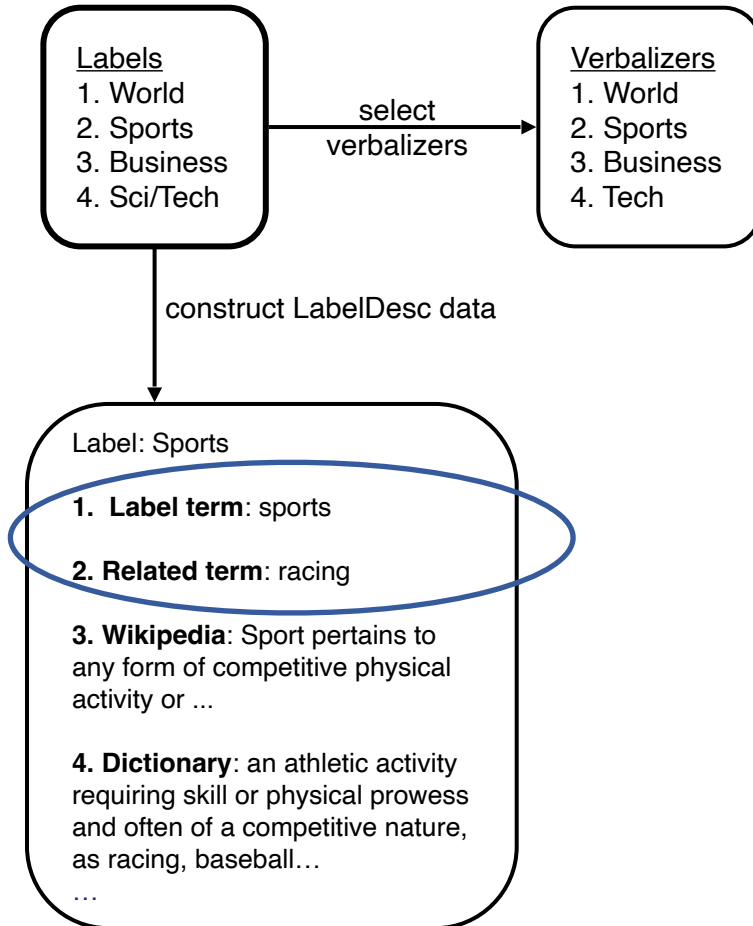 Labels
1. World
2. Sports
3. Business
4. Sci/Tech
select
verbalizers
Verbalizers
1. World
2. Sports
3. Business
4. Tech
construct LabelDesc data
Label: Sports
1. Label term: sports
2. Related term: racing
3. Wikipedia: Sport pertains to
any form of competitive physical
activity or ...
4. Dictionary: an athletic activity
requiring skill or physical prowess
and often of a competitive nature,
as racing, baseball…
…